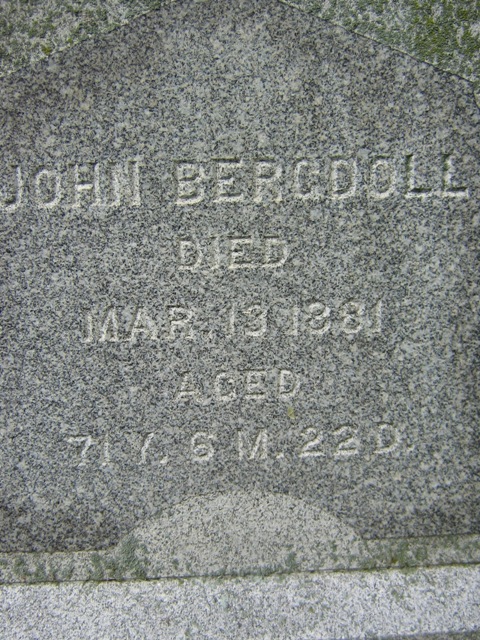 JOHN BERGDOLL
DIED
MAR. 13, 1881
AGED
71 Y. 6 M. 22 D.